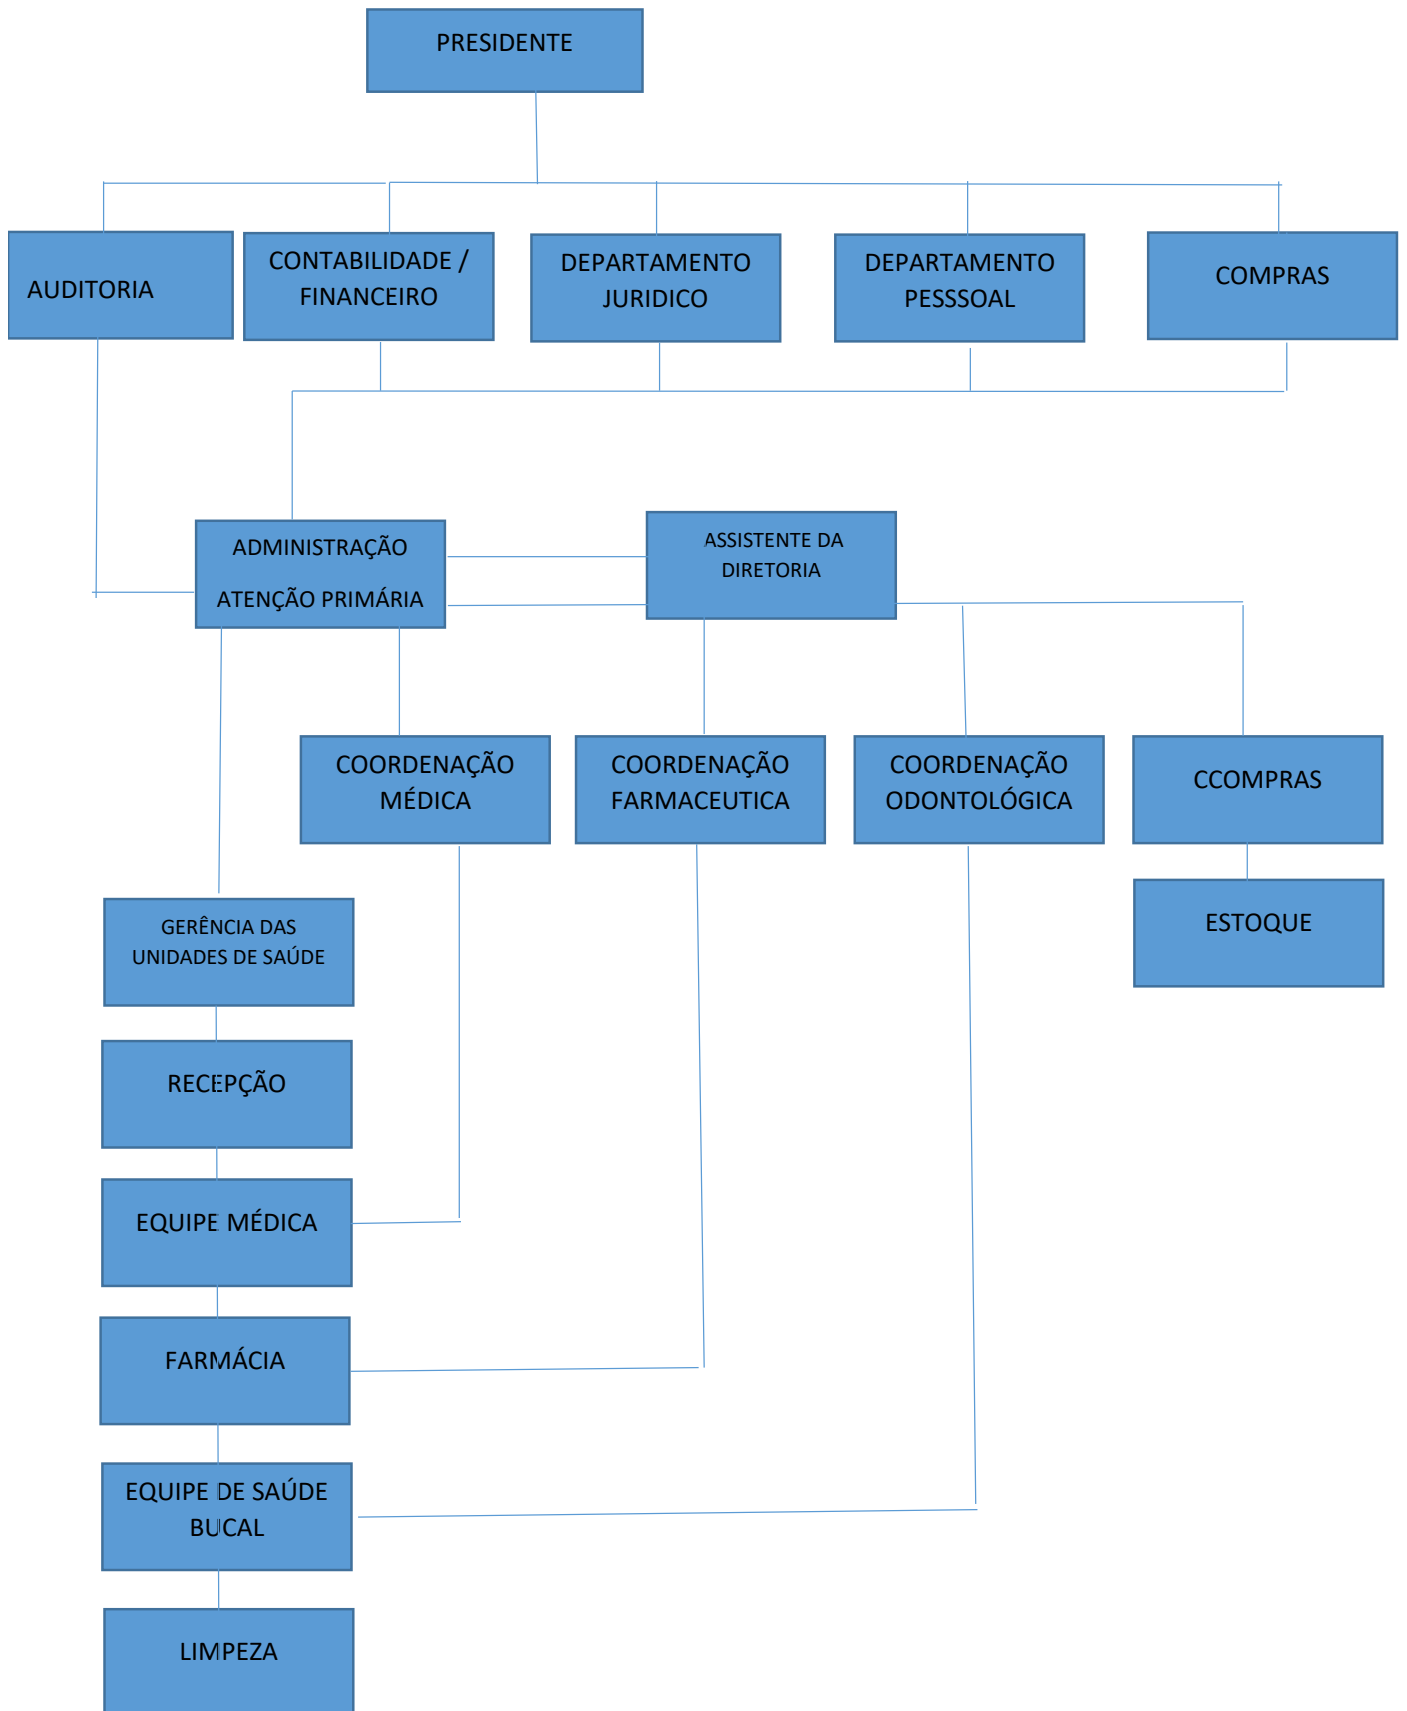 PRESIDENTE
AUDITORIA
CONTABILIDADE /
FINANCEIRO
DEPARTAMENTO
JURIDICO
DEPARTAMENTO
PESSSOAL
COMPRAS
ADMINISTRAÇÃO
ATENÇÃO PRIMÁRIA
ASSISTENTE DA
DIRETORIA
COORDENAÇÃO
MÉDICA
COORDENAÇÃO
FARMACEUTICA
COORDENAÇÃO
ODONTOLÓGICA
CCOMPRAS
ESTOQUE
GERÊNCIA DAS
UNIDADES DE SAÚDE
RECEPÇÃO
EQUIPE MÉDICA
FARMÁCIA
EQUIPE DE SAÚDE
BUCAL
LIMPEZA